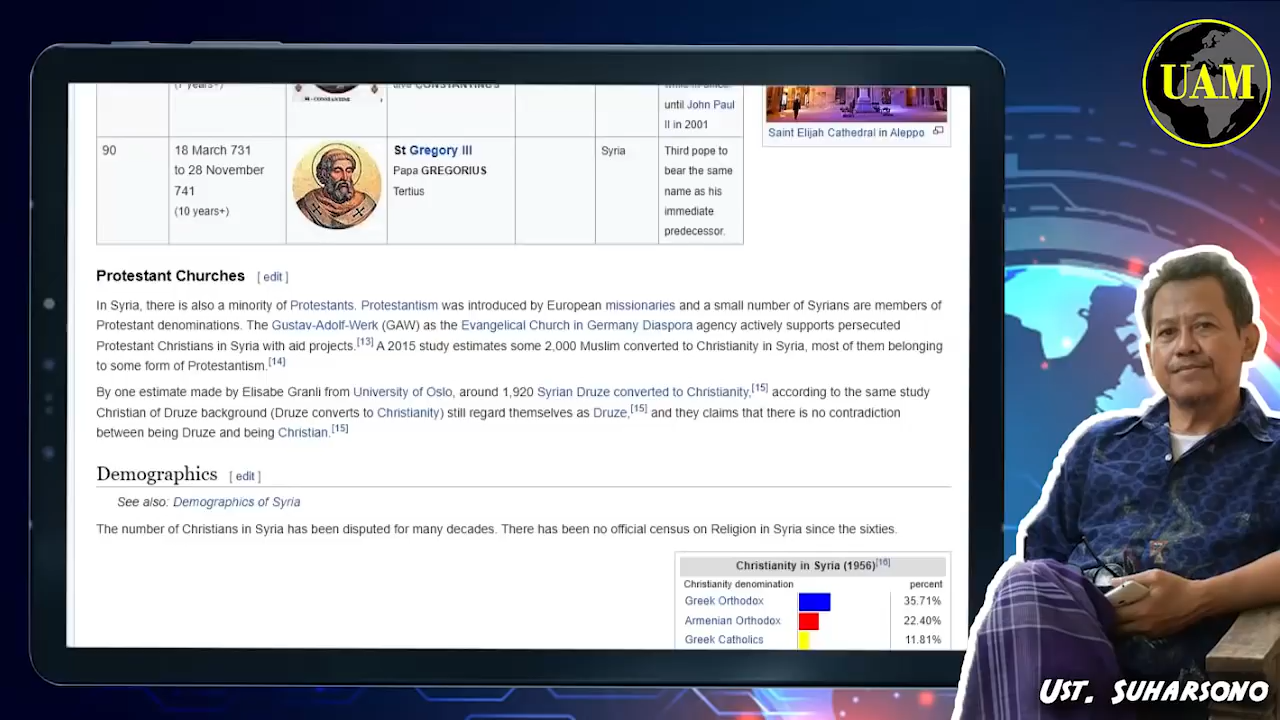 (7 years+)
CONSTANTINUS
until John Paul
II in 2001
Saint Elijah Cathedral in Aleppo
UAM
90
18 March 731
to 28 November
741
(10 years+)
St Gregory III
Papa GREGORIUS
Tertius
Syria
Third pope to
bear the same
name as his
immediate
predecessor.
Protestant Churches [ edit ]
In Syria, there is also a minority of Protestants. Protestantism was introduced by European missionaries and a small number of Syrians are members of
Protestant denominations. The Gustav-Adolf-Werk (GAW) as the Evangelical Church in Germany Diaspora agency actively supports persecuted
Protestant Christians in Syria with aid projects.[13] A 2015 study estimates some 2,000 Muslim converted to Christianity in Syria, most of them belonging
to some form of Protestantism.[14]
By one estimate made by Elisabe Granli from University of Oslo, around 1,920 Syrian Druze converted to Christianity,[15] according to the same study
Christian of Druze background (Druze converts to Christianity) still regard themselves as Druze,[15] and they claims that there is no contradiction
between being Druze and being Christian.[15]
Demographics [ edit ]
See also: Demographics of Syria
The number of Christians in Syria has been disputed for many decades. There has been no official census on Religion in Syria since the sixties.
Christianity in Syria (1956)[16]
Christianity denomination percent
Greek Orthodox 35.71%
Armenian Orthodox 22.40%
Greek Catholics 11.81%
UST. SUHARSONO